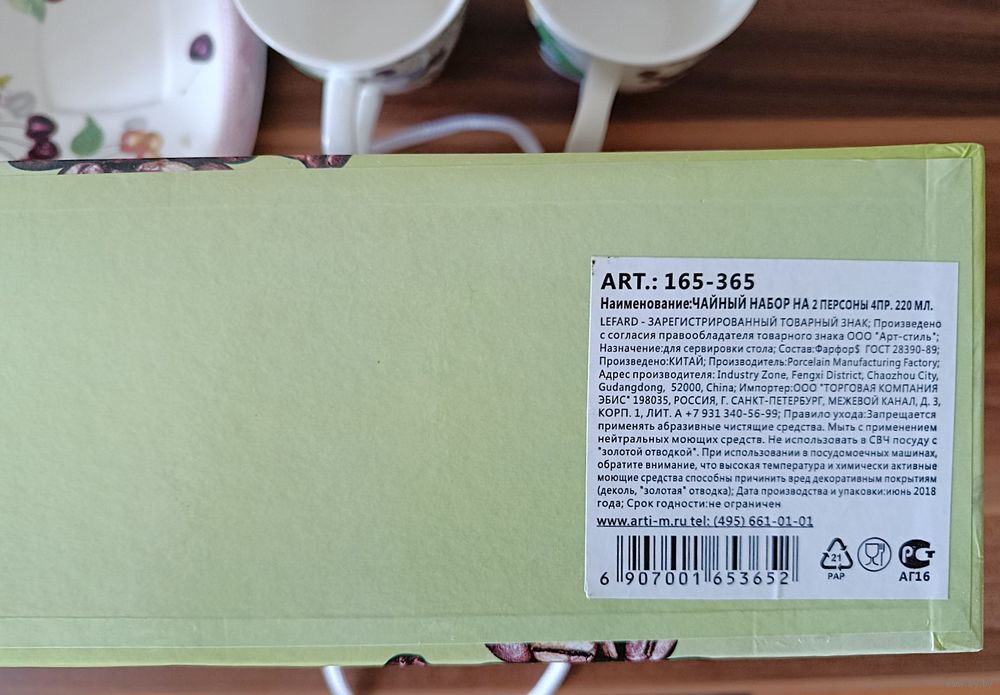 ART.: 165-365
Наименование:ЧАЙНЫЙ НАБОР НА 2 ПЕРСОНЫ 4ПР. 220 МЛ.
LEFARD - ЗАРЕГИСТРИРОВАННЫЙ ТОВАРНЫЙ ЗНАК; Произведено
с согласия правообладателя товарного знака ООО "Арт-стиль";
Назначение:для сервировки стола; Состав:Фарфор$ ГОСТ 28390-89;
Произведено:КИТАЙ; Производитель:Porcelain Manufacturing Factory;
Адрес производителя: Industry Zone, Fengxi District, Chaozhou City,
Gudangdong, 52000, China; Импортер:ООО "ТОРГОВАЯ КОМПАНИЯ
ЭБИС" 198035, РОССИЯ, Г. САНКТ-ПЕТЕРБУРГ, МЕЖЕВОЙ КАНАЛ, Д. 3,
КОРП. 1, ЛИТ. А +7 931 340-56-99; Правило ухода:Запрещается
применять абразивные чистящие средства. Мыть с применением
нейтральных моющих средств. Не использовать в СВЧ посуду с
"золотой отводкой". При использовании в посудомоечных машинах,
обратите внимание, что высокая температура и химически активные
моющие средства способны причинить вред декоративным покрытиям
(деколь, "золотая" отводка); Дата производства и упаковки:июнь 2018
года; Срок годности:не ограничен
www.arti-m.ru tel: (495) 661-01-01
6 907001 653652
21
PAP
РСТ
АГ16